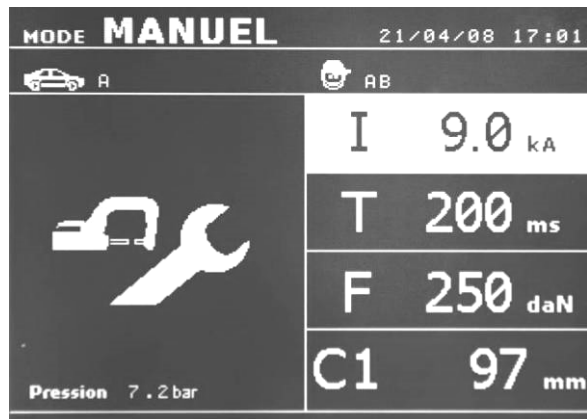 MODE MANUEL 21/04/08 17:01
A AB
I 9.0 kA
T 200 ms
F 250 daN
C1 97 mm
Pression 7.2 bar